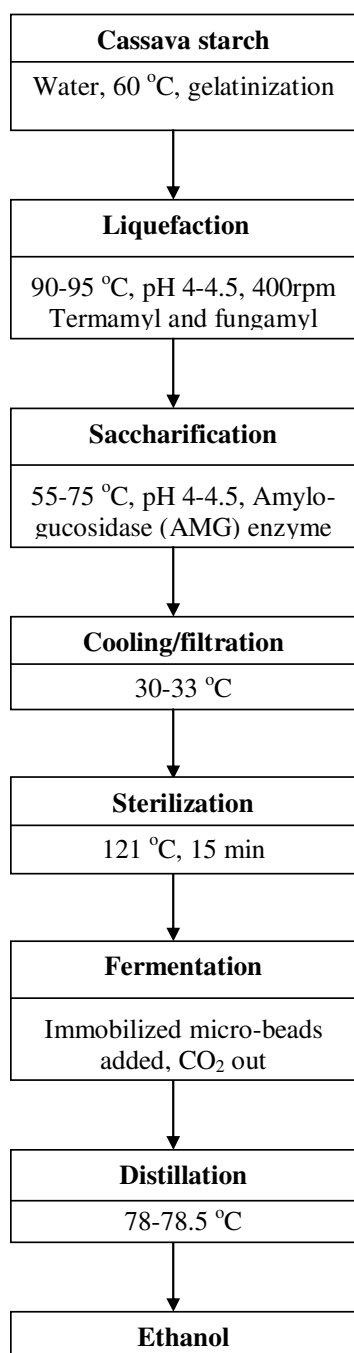 Cassava starch
Water, 60 °C, gelatinization
Liquefaction
90-95 °C, pH 4-4.5, 400rpm
Termamyl and fungamyl
Saccharification
55-75 °C, pH 4-4.5, Amylo-
gucosidase (AMG) enzyme
Cooling/filtration
30-33 °C
Sterilization
121 °C, 15 min
Fermentation
Immobilized micro-beads
added, CO₂ out
Distillation
78-78.5 °C
Ethanol